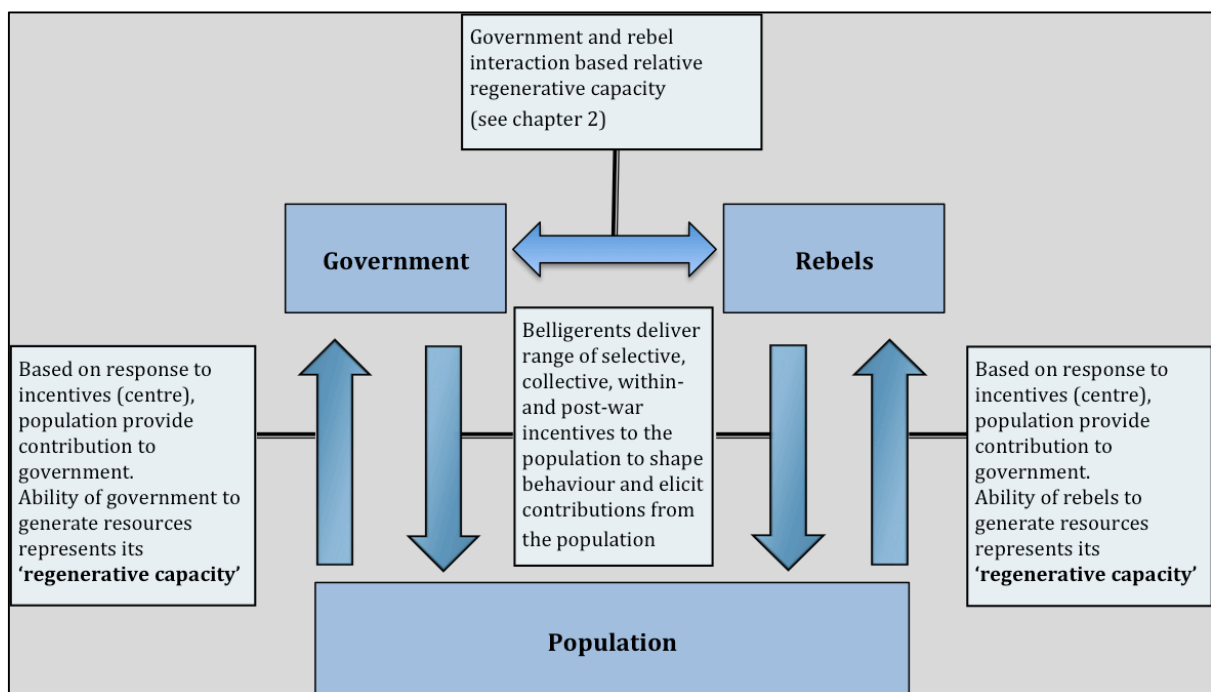 Government and rebel
interaction based relative
regenerative capacity
(see chapter 2)
Government
Rebels
Based on response to
incentives (centre),
population provide
contribution to
government.
Ability of government to
generate resources
represents its
‘regenerative capacity’
Belligerents deliver
range of selective,
collective, within-
and post-war
incentives to the
population to shape
behaviour and elicit
contributions from
the population
Based on response to
incentives (centre),
population provide
contribution to
government.
Ability of rebels to
generate resources
represents its
‘regenerative capacity’
Population